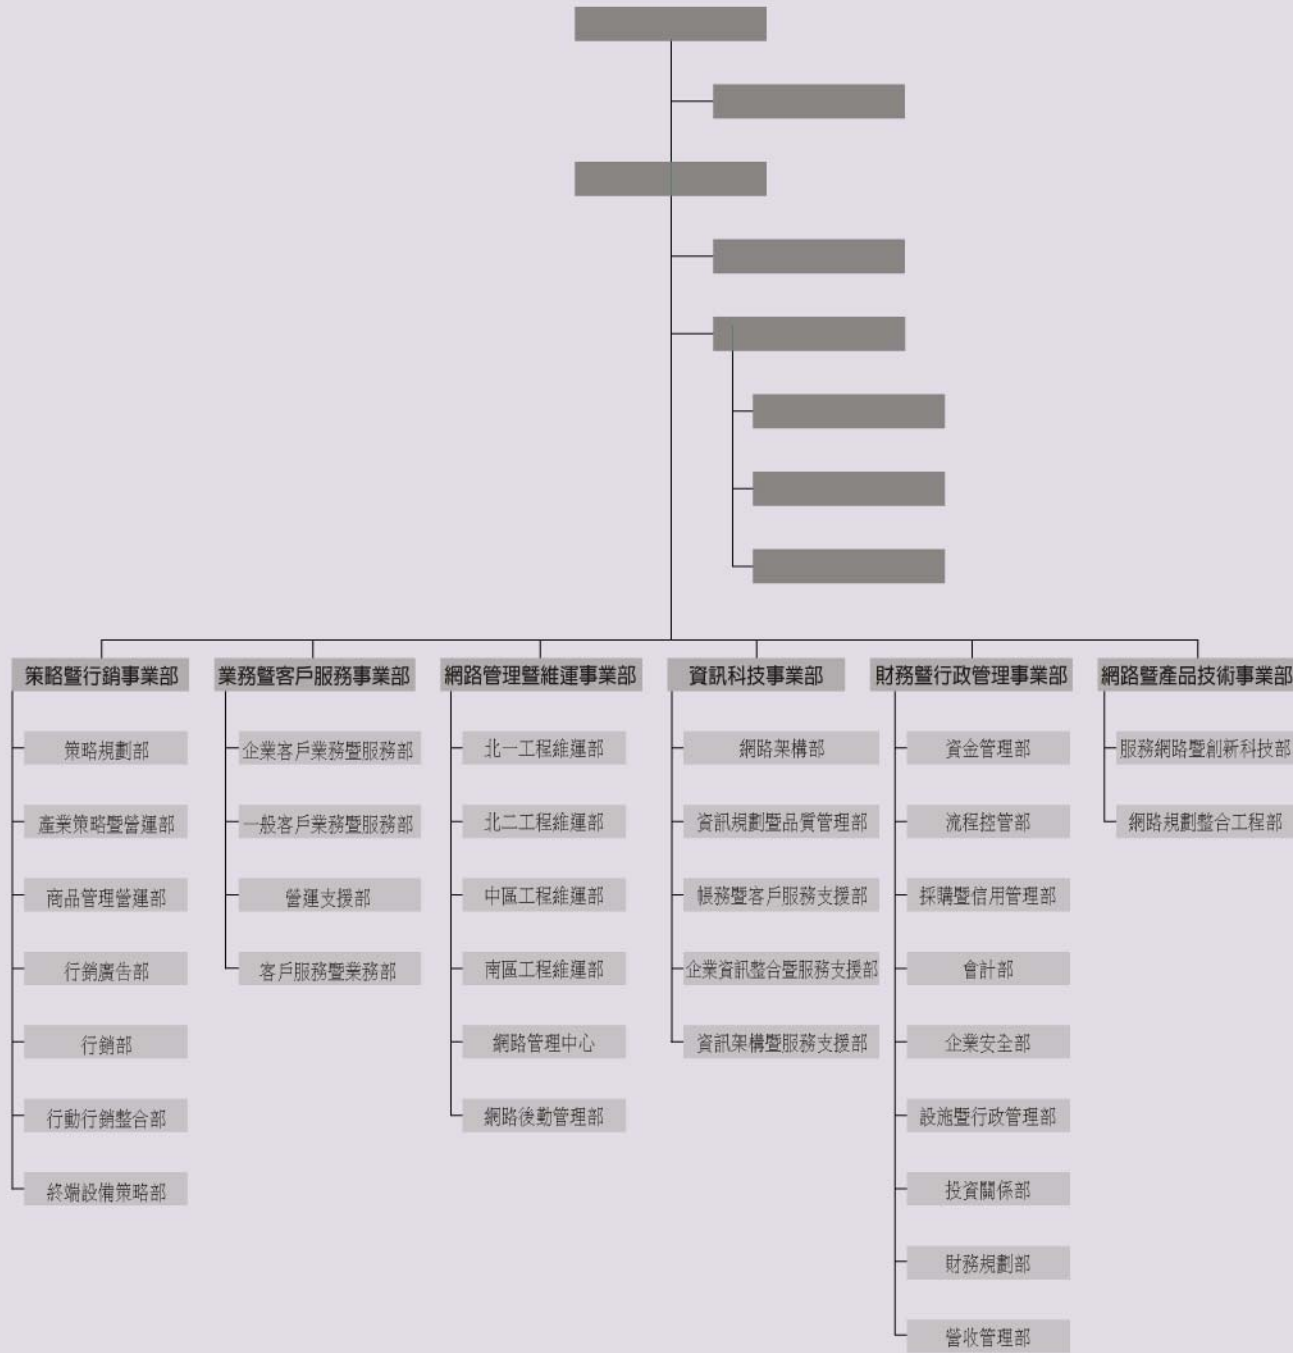 策略暨行銷事業部
策略規劃部
產業策略暨營運部
商品管理營運部
行銷廣告部
行銷部
行動行銷整合部
終端設備策略部
業務暨客戶服務事業部
企業客戶業務暨服務部
一般客戶業務暨服務部
營運支援部
客戶服務暨業務部
網路管理暨維運事業部
北一工程維運部
北二工程維運部
中區工程維運部
南區工程維運部
網路管理中心
網路後勤管理部
資訊科技事業部
網路架構部
資訊規劃暨品質管理部
帳務暨客戶服務支援部
企業資訊整合暨服務支援部
資訊架構暨服務支援部
財務暨行政管理事業部
資金管理部
流程控管部
採購暨信用管理部
會計部
企業安全部
設施暨行政管理部
投資關係部
財務規劃部
營收管理部
網路暨產品技術事業部
服務網路暨創新科技部
網路規劃整合工程部